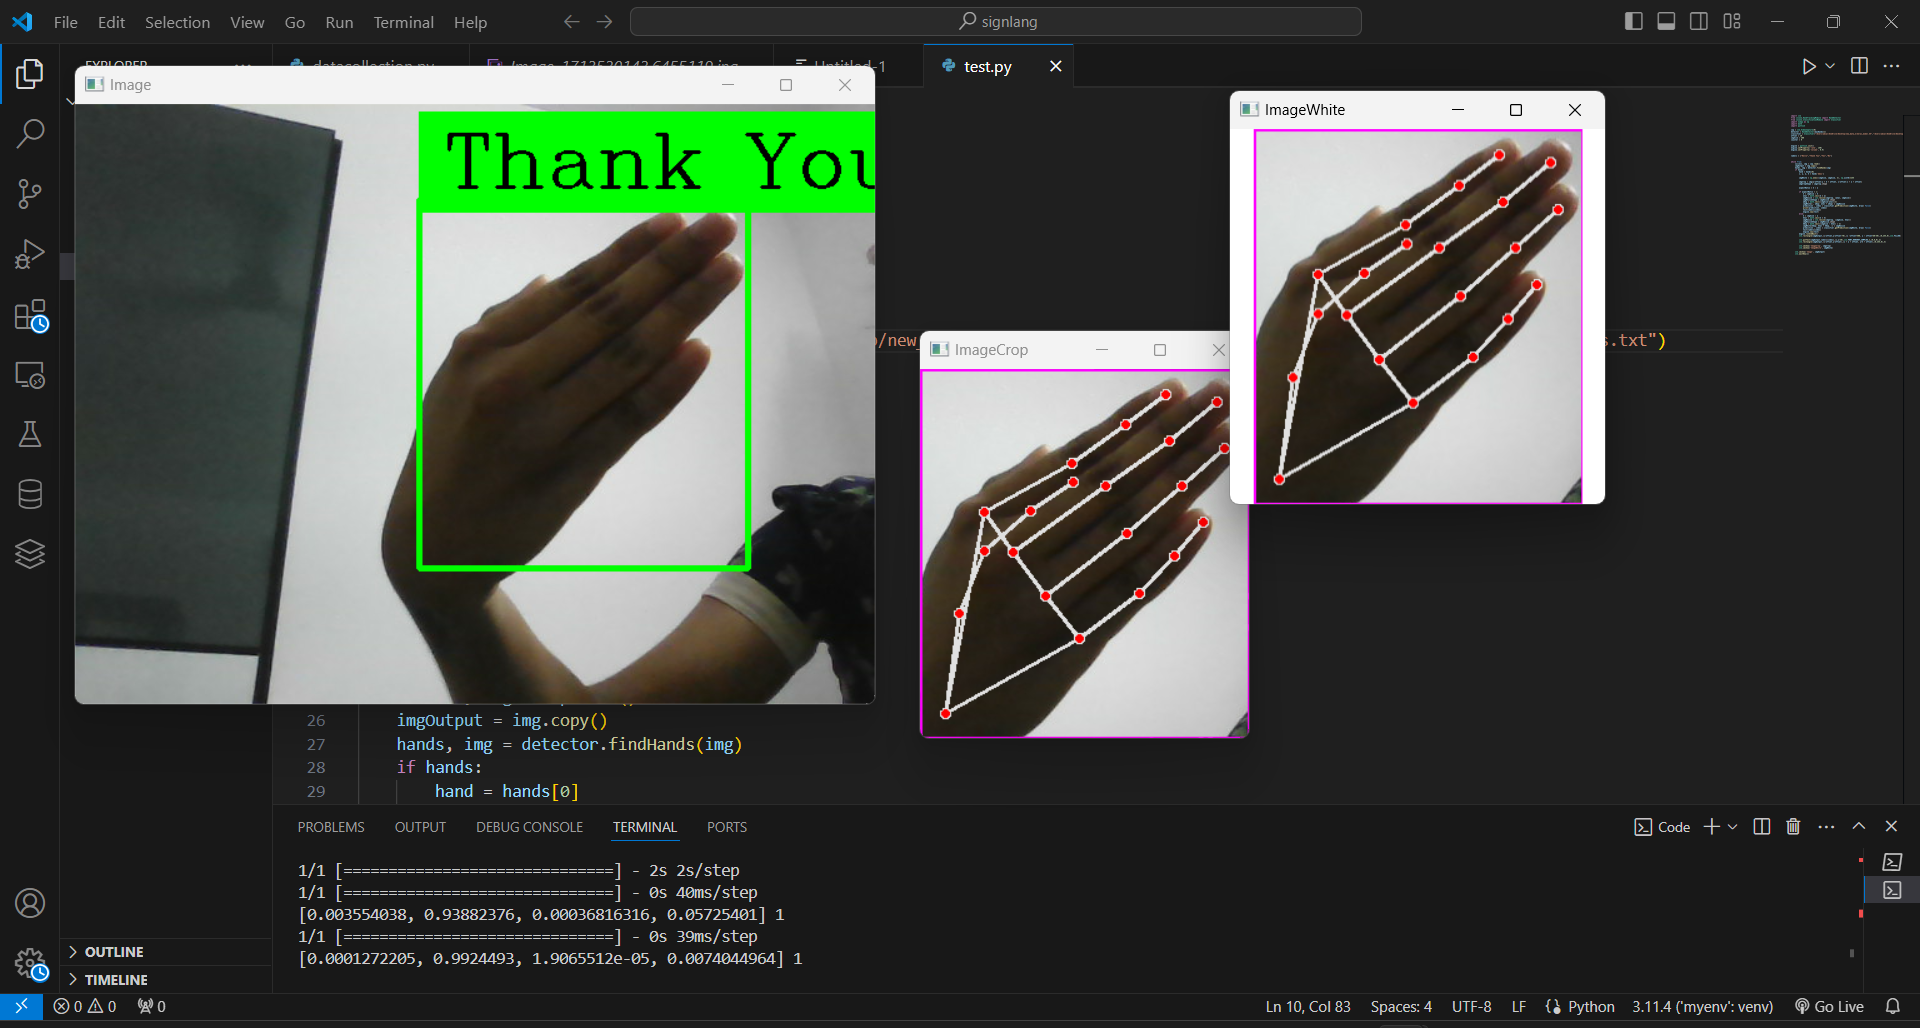 File Edit Selection View Go Run Terminal Help
signlang
test.py
Image
Thank You
ImageWhite
ImageCrop
/new
s.txt")
26 imgOutput = img.copy()
27 hands, img = detector.findHands(img)
28 if hands:
29 hand = hands[0]
PROBLEMS OUTPUT DEBUG CONSOLE TERMINAL PORTS
Code
1/1 [==============================] - 2s 2s/step
1/1 [==============================] - 0s 40ms/step
[0.003554038, 0.93882376, 0.00036816316, 0.05725401] 1
1/1 [==============================] - 0s 39ms/step
[0.0001272205, 0.9924493, 1.9065512e-05, 0.0074044964] 1
OUTLINE
TIMELINE
0 0 0
Ln 10, Col 83 Spaces: 4 UTF-8 LF Python 3.11.4 ('myenv': venv) Go Live